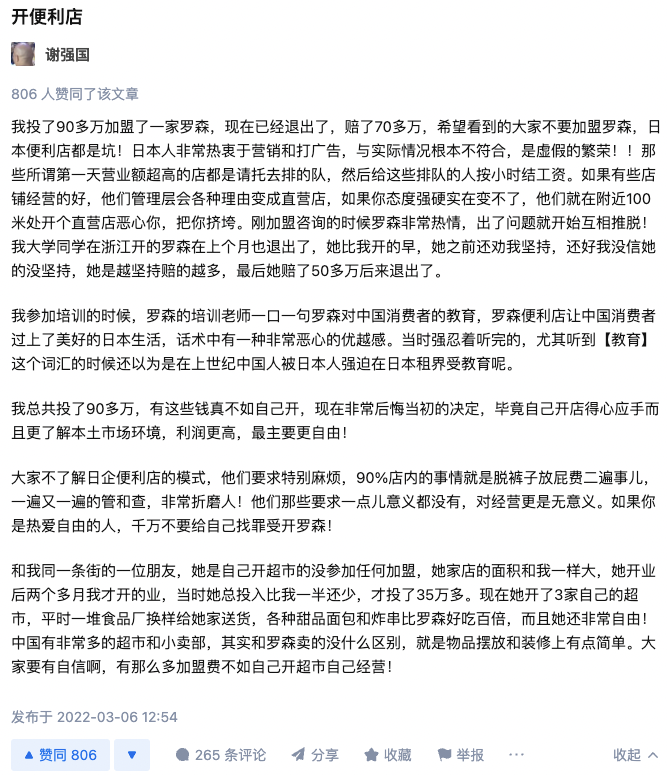 开便利店
谢强国
806 人赞同了该文章
我投了90多万加盟了一家罗森，现在已经退出了，赔了70多万，希望看到的大家不要加盟罗森，日
本便利店都是坑！日本人非常热衷于营销和打广告，与实际情况根本不符合，是虚假的繁荣！！那
些所谓第一天营业额超高的店都是请托去排的队，然后给这些排队的人按小时结工资。如果有些店
铺经营的好，他们管理层会各种理由变成直营店，如果你态度强硬实在变不了，他们就在附近100
米处开个直营店恶心你，把你挤垮。刚加盟咨询的时候罗森非常热情，出了问题就开始互相推脱！
我大学同学在浙江开的罗森在上个月也退出了，她比我开的早，她之前还劝我坚持，还好我没信她
的没坚持，她是越坚持赔的越多，最后她赔了50多万后来退出了。
我参加培训的时候，罗森的培训老师一口一句罗森对中国消费者的教育，罗森便利店让中国消费者
过上了美好的日本生活，话术中有一种非常恶心的优越感。当时强忍着听完的，尤其听到【教育】
这个词汇的时候还以为是在上世纪中国人被日本人强迫在日本租界受教育呢。
我总共投了90多万，有这些钱真不如自己开，现在非常后悔当初的决定，毕竟自己开店得心应手而
且更了解本土市场环境，利润更高，最主要更自由！
大家不了解日企便利店的模式，他们要求特别麻烦，90%店内的事情就是脱裤子放屁费二遍事儿，
一遍又一遍的管和查，非常折磨人！他们那些要求一点儿意义都没有，对经营更是无意义。如果你
是热爱自由的人，千万不要给自己找罪受开罗森！
和我同一条街的一位朋友，她是自己开超市的没参加任何加盟，她家店的面积和我一样大，她开业
后两个多月我才开的业，当时她总投入比我一半还少，才投了35万多。现在她开了3家自己的超
市，平时一堆食品厂换样给她家送货，各种甜品面包和炸串比罗森好吃百倍，而且她还非常自由！
中国有非常多的超市和小卖部，其实和罗森卖的没什么区别，就是物品摆放和装修上有点简单。大
家要有自信啊，有那么多加盟费不如自己开超市自己经营！
发布于 2022-03-06 12:54
赞同 806 265 条评论 分享 收藏 举报 ··· 收起